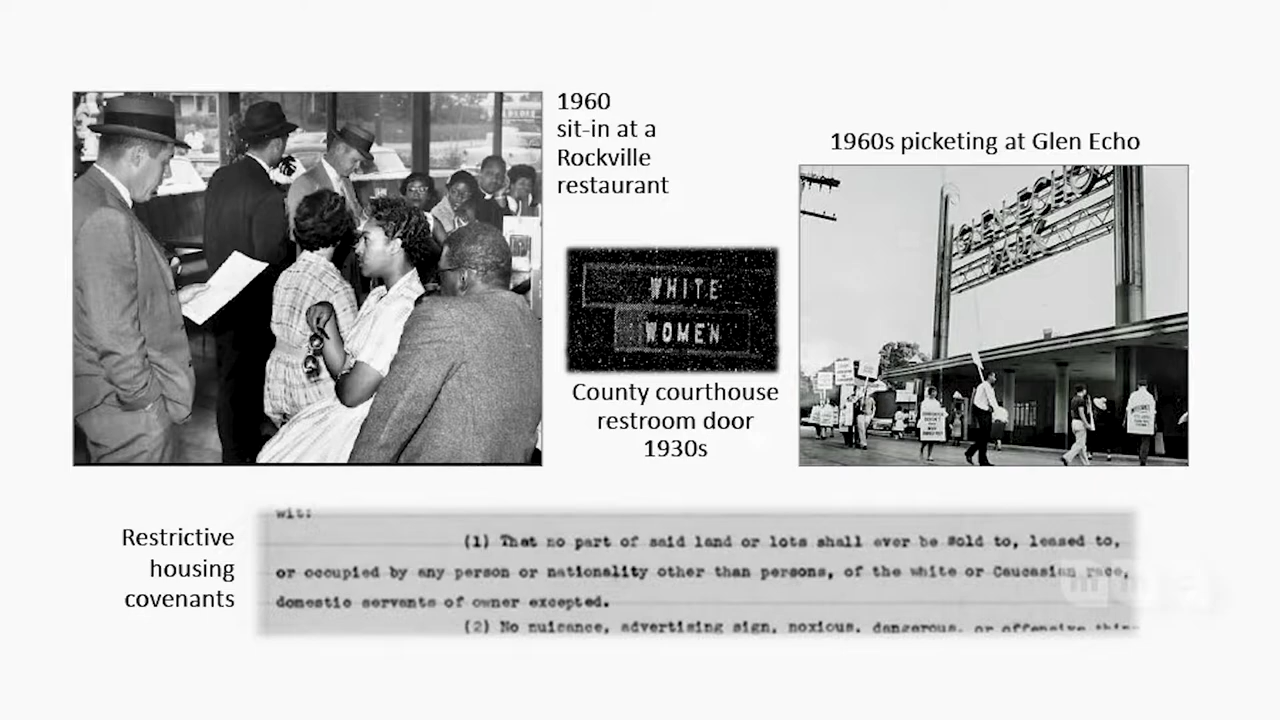 1960
sit-in at a
Rockville
restaurant
1960s picketing at Glen Echo
GLEN ECHO
PARK
WHITE
WOMEN
County courthouse
restroom door
1930s
Restrictive
housing
covenants
wit:
(1) That no part of said land or lots shall ever be sold to, leased to,
or occupied by any person or nationality other than persons, of the white or Caucasian race,
domestic servants of owner excepted.
(2) No nuicance, advertising sign, noxious, dangerous, or offensive